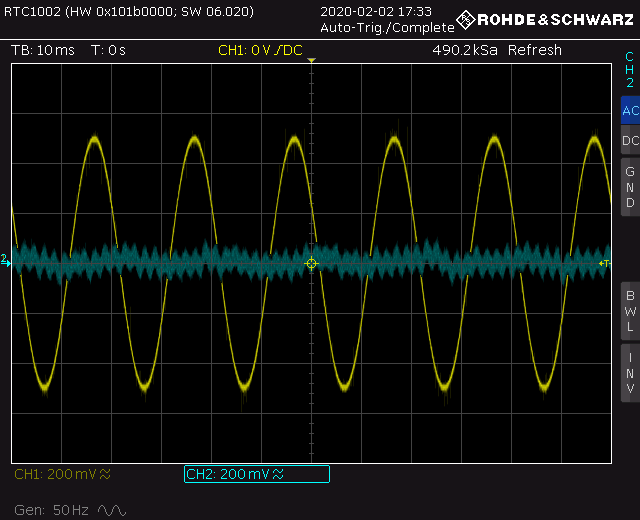 RTC1002 (HW 0x101b0000; SW 06.020)
2020-02-02 17:33
Auto-Trig./Complete
ROHDE&SCHWARZ
TB: 10 ms T: 0 s CH1: 0 V / DC 490.2 kSa Refresh
CH2
AC
DC
GND
BWL
INV
2
T
CH1: 200 mV
CH2: 200 mV
Gen: 50 Hz